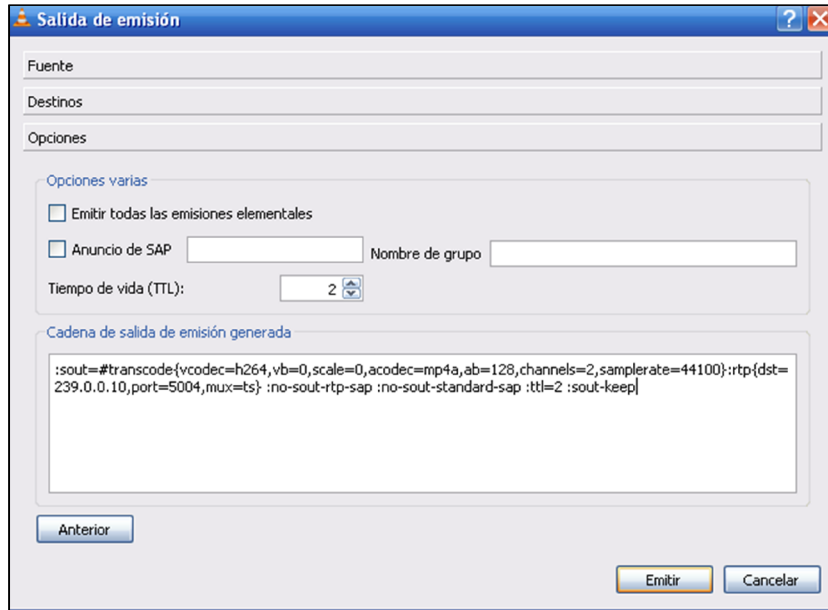 Salida de emisión
Fuente
Destinos
Opciones
Opciones varias
Emitir todas las emisiones elementales
Anuncio de SAP Nombre de grupo
Tiempo de vida (TTL): 2
Cadena de salida de emisión generada
:sout=#transcode{vcodec=h264,vb=0,scale=0,acodec=mp4a,ab=128,channels=2,samplerate=44100}:rtp{dst=
239.0.0.10,port=5004,mux=ts} :no-sout-rtp-sap :no-sout-standard-sap :ttl=2 :sout-keep
Anterior
Emitir Cancelar